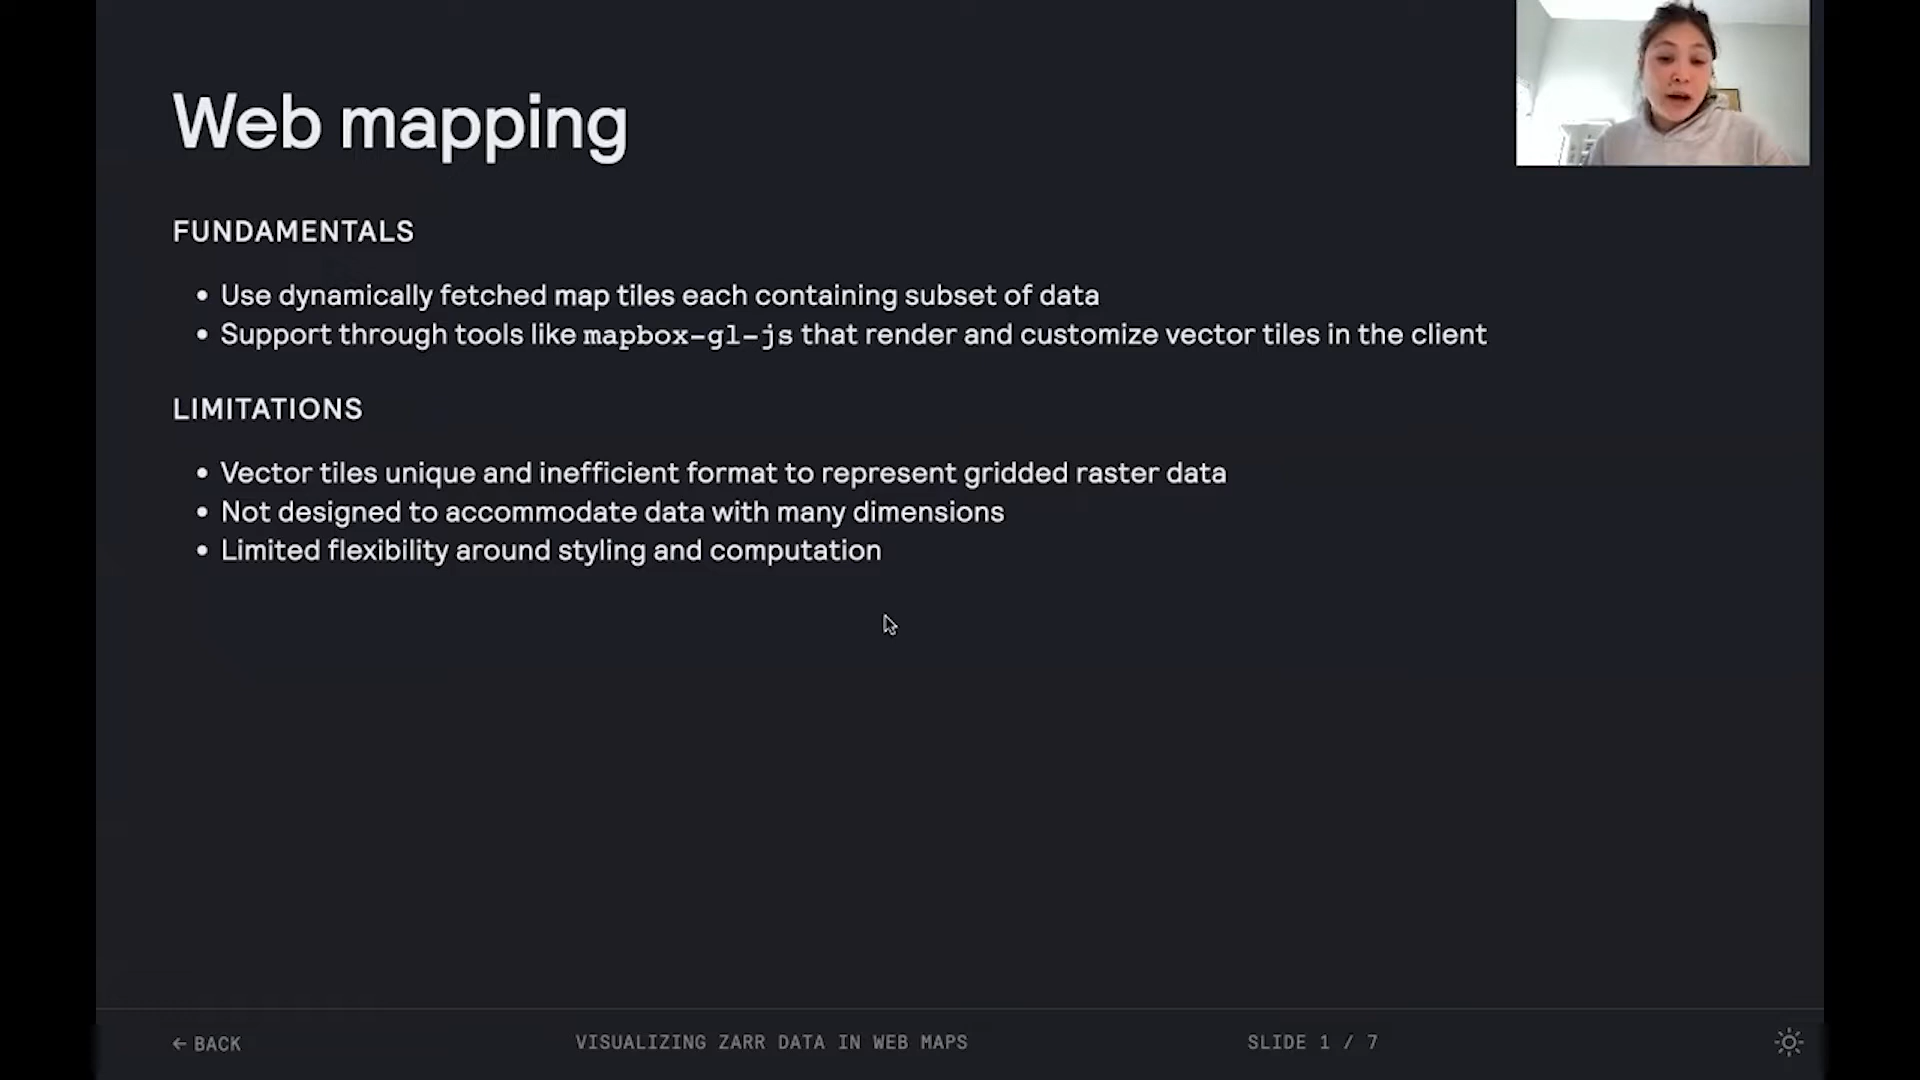 Web mapping
FUNDAMENTALS
• Use dynamically fetched map tiles each containing subset of data
• Support through tools like mapbox-gl-js that render and customize vector tiles in the client
LIMITATIONS
• Vector tiles unique and inefficient format to represent gridded raster data
• Not designed to accommodate data with many dimensions
• Limited flexibility around styling and computation
← BACK
VISUALIZING ZARR DATA IN WEB MAPS
SLIDE 1 / 7